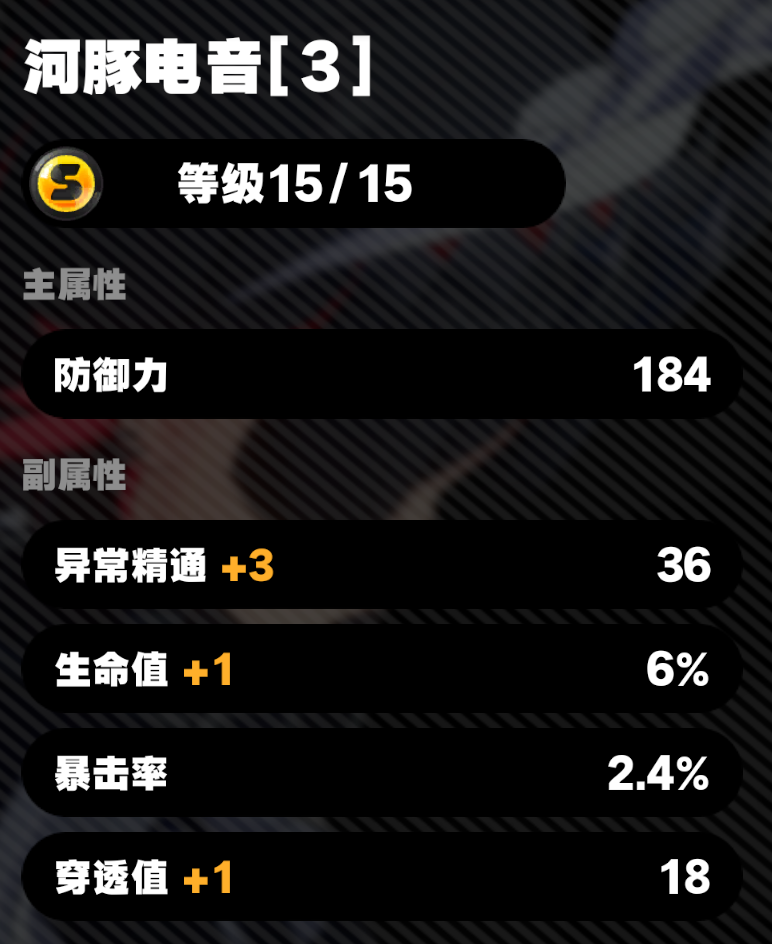 河豚电音[3]
S 等级15/15
主属性
防御力 184
副属性
异常精通 +3 36
生命值 +1 6%
暴击率 2.4%
穿透值 +1 18